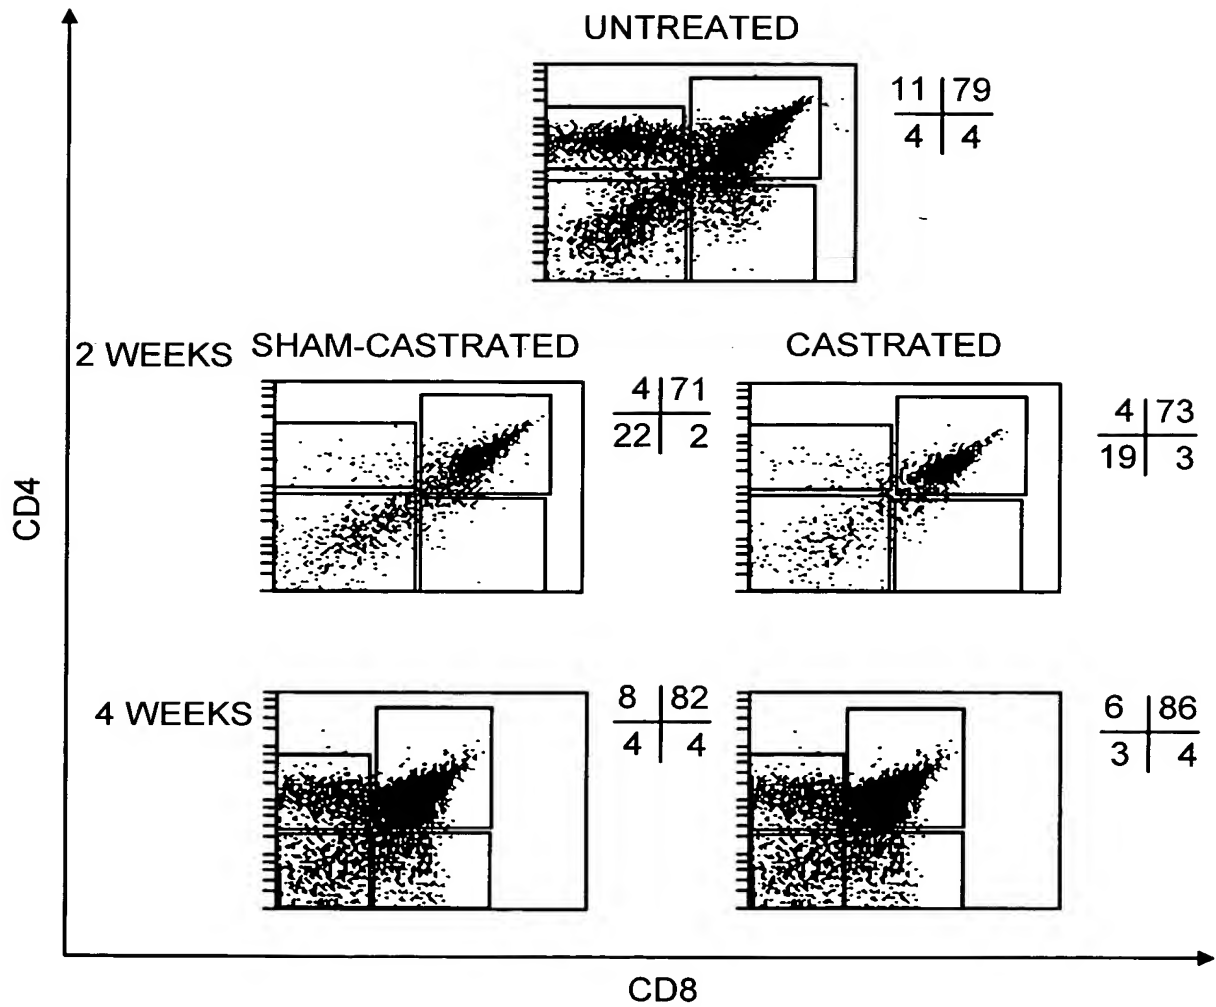 UNTREATED
11 79
4 4
2 WEEKS
SHAM-CASTRATED
CASTRATED
4 71
22 2
4 73
19 3
CD4
4 WEEKS
8 82
4 4
6 86
3 4
CD8